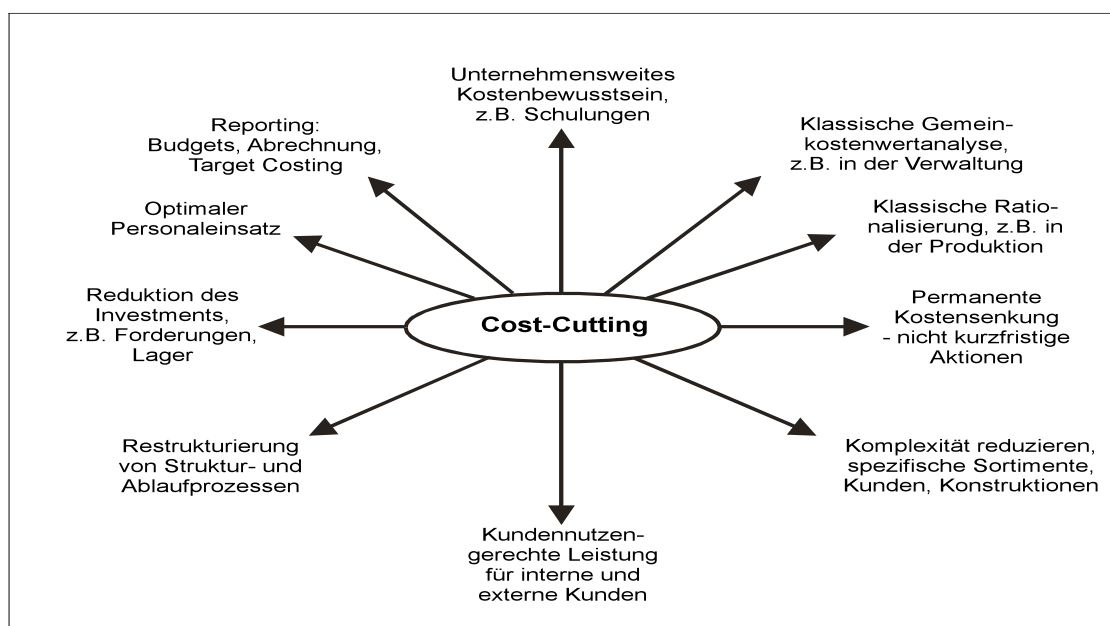 Unternehmensweites
Kostenbewusstsein,
z.B. Schulungen
Reporting:
Budgets, Abrechnung,
Target Costing
Klassische Gemein-
kostenwertanalyse,
z.B. in der Verwaltung
Optimaler
Personaleinsatz
Klassische Ratio-
nalisierung, z.B. in
der Produktion
Reduktion des
Investments,
z.B. Forderungen,
Lager
Cost-Cutting
Permanente
Kostensenkung
- nicht kurzfristige
Aktionen
Restrukturierung
von Struktur- und
Ablaufprozessen
Komplexität reduzieren,
spezifische Sortimente,
Kunden, Konstruktionen
Kundennutzen-
gerechte Leistung
für interne und
externe Kunden